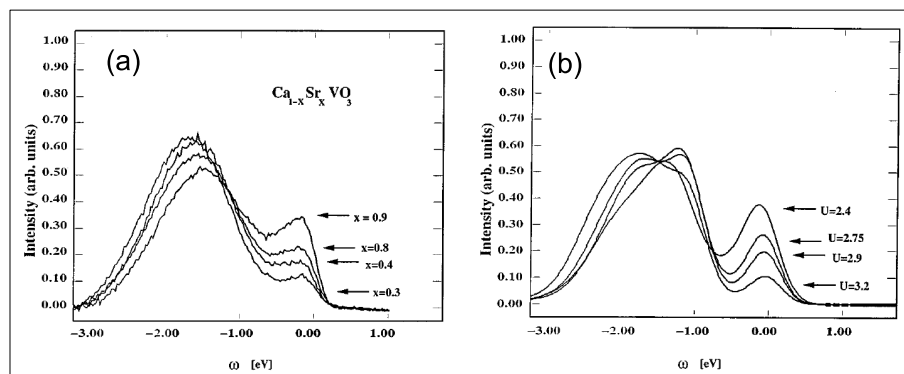 (a)
Ca1-XSrXVO3
Intensity (arb. units)
1.00
0.90
0.80
0.70
0.60
0.50
0.40
0.30
0.20
0.10
0.00
x = 0.9
x=0.8
x=0.4
x=0.3
−3.00
−2.00
−1.00
0.00
1.00
ω [eV]
(b)
Intensity (arb. units)
1.00
0.90
0.80
0.70
0.60
0.50
0.40
0.30
0.20
0.10
0.00
U=2.4
U=2.75
U=2.9
U=3.2
−3.00
−2.00
−1.00
0.00
1.00
ω [eV]